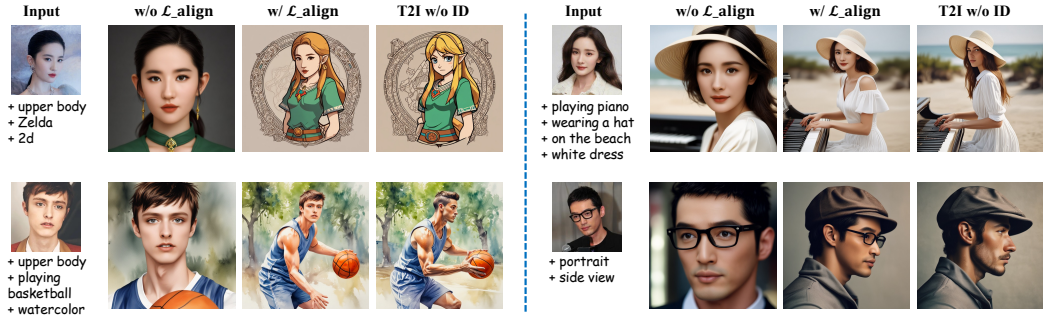 Input w/o ℒ_align w/ ℒ_align T2I w/o ID
+ upper body
+ Zelda
+ 2d
+ upper body
+ playing
basketball
+ watercolor
Input w/o ℒ_align w/ ℒ_align T2I w/o ID
+ playing piano
+ wearing a hat
+ on the beach
+ white dress
+ portrait
+ side view